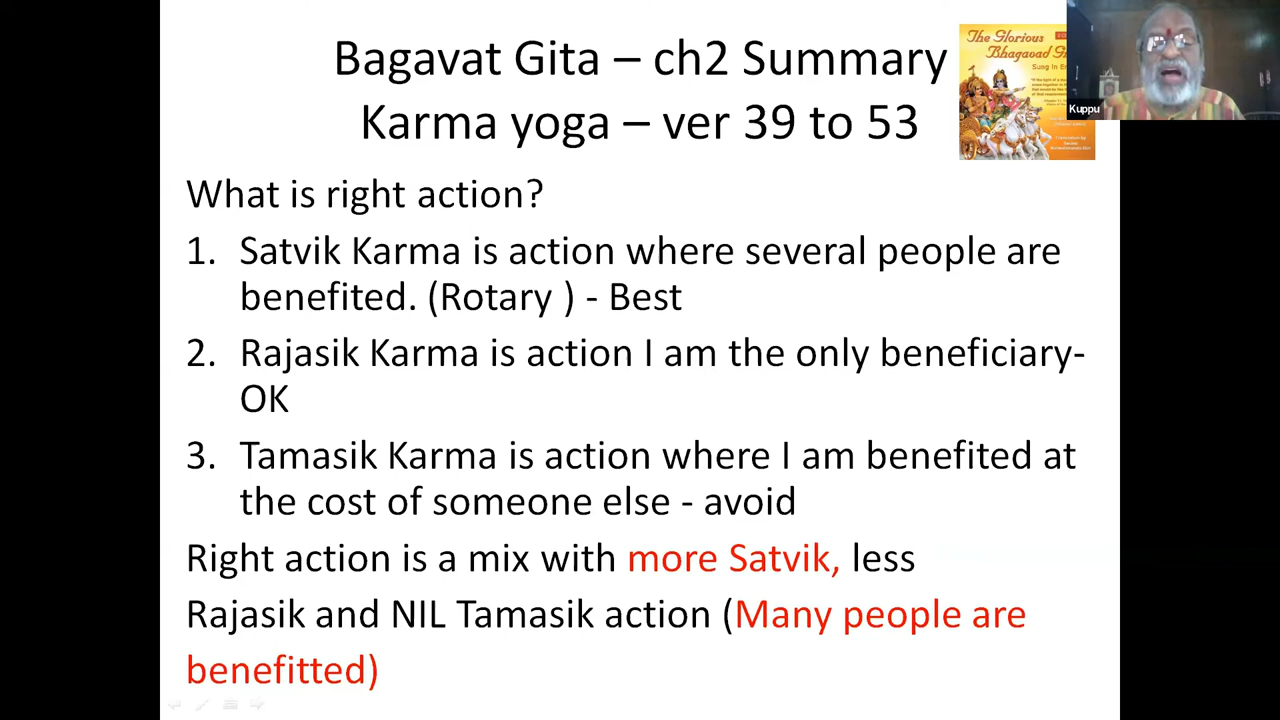 Bagavat Gita – ch2 Summary
Karma yoga – ver 39 to 53
The Glorious
Bhagavad
Sung in
Kuppu
What is right action?
1. Satvik Karma is action where several people are
benefited. (Rotary ) - Best
2. Rajasik Karma is action I am the only beneficiary-
OK
3. Tamasik Karma is action where I am benefited at
the cost of someone else - avoid
Right action is a mix with more Satvik, less
Rajasik and NIL Tamasik action (Many people are
benefitted)